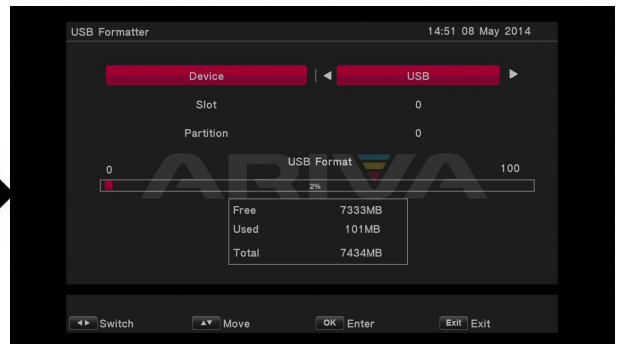 USB Formatter 14:51 08 May 2014
Device USB
Slot 0
Partition 0
USB Format
0 100
ARIVA
2%
Free 7333MB
Used 101MB
Total 7434MB
Switch Move OK Enter Exit Exit